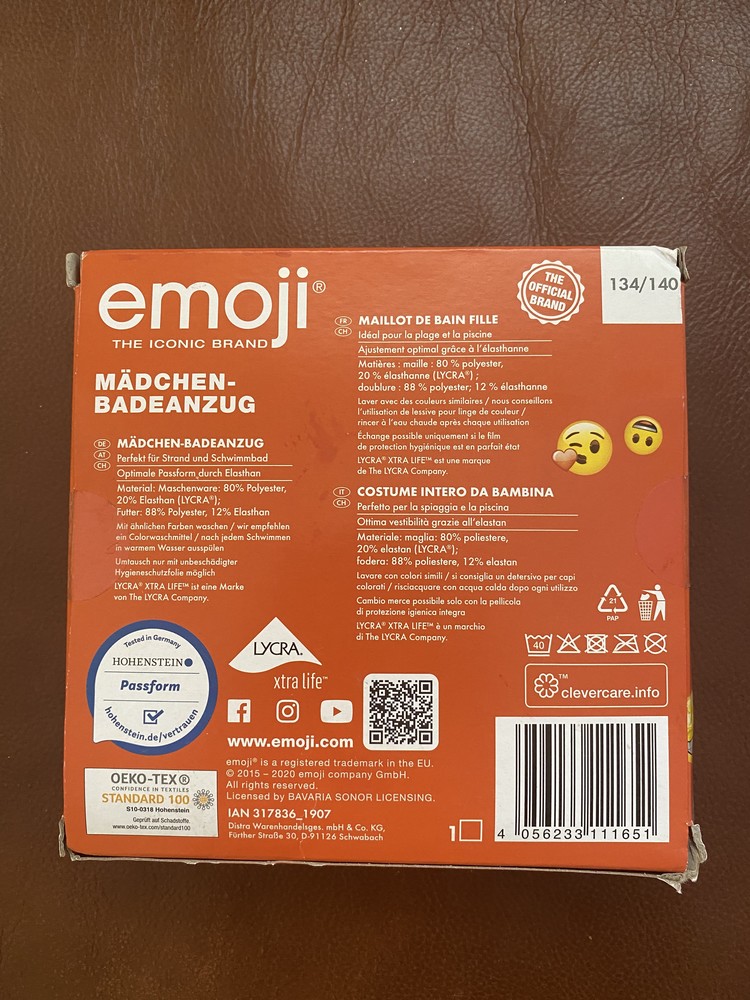 emoji®
THE ICONIC BRAND
MÄDCHEN-
BADEANZUG
DE
AT
CH
MÄDCHEN-BADEANZUG
Perfekt für Strand und Schwimmbad
Optimale Passform durch Elasthan
Material: Maschenware: 80% Polyester,
20% Elasthan (LYCRA®);
Futter: 88% Polyester, 12% Elasthan
Mit ähnlichen Farben waschen / wir empfehlen
ein Colorwaschmittel / nach jedem Schwimmen
in warmem Wasser ausspülen
Umtausch nur mit unbeschädigter
Hygieneschutzfolie möglich
LYCRA® XTRA LIFE™ ist eine Marke
von The LYCRA Company.
THE
OFFICIAL
BRAND
134/140
FR
CH
MAILLOT DE BAIN FILLE
Idéal pour la plage et la piscine
Ajustement optimal grâce à l'élasthanne
Matières : maille : 80 % polyester,
20 % élasthanne (LYCRA®) ;
doublure : 88 % polyester; 12 % élasthanne
Laver avec des couleurs similaires / nous conseillons
l'utilisation de lessive pour linge de couleur /
rincer à l'eau chaude après chaque utilisation
Échange possible uniquement si le film
de protection hygiénique est en parfait état
LYCRA® XTRA LIFE™ est une marque
de The LYCRA Company.
IT
CH
COSTUME INTERO DA BAMBINA
Perfetto per la spiaggia e la piscina
Ottima vestibilità grazie all'elastan
Materiale: maglia: 80% poliestere,
20% elastan (LYCRA®);
fodera: 88% poliestere, 12% elastan
Lavare con colori simili / si consiglia un detersivo per capi
colorati / risciacquare con acqua calda dopo ogni utilizzo
Cambio merce possibile solo con la pellicola
di protezione igienica integra
LYCRA® XTRA LIFE™ è un marchio
di The LYCRA Company.
21
PAP
40
™
clevercare.info
Tested in Germany
HOHENSTEIN
Passform
hohenstein.de/vertrauen
LYCRA.
xtra life™
www.emoji.com
emoji® is a registered trademark in the EU.
© 2015 – 2020 emoji company GmbH.
All rights reserved.
Licensed by BAVARIA SONOR LICENSING.
IAN 317836_1907
Distra Warenhandelsges. mbH & Co. KG,
Fürther Straße 30, D-91126 Schwabach
OEKO-TEX®
CONFIDENCE IN TEXTILES
STANDARD 100
S10-0318 Hohenstein
Geprüft auf Schadstoffe.
www.oeko-tex.com/standard100
1
4 056233 111651